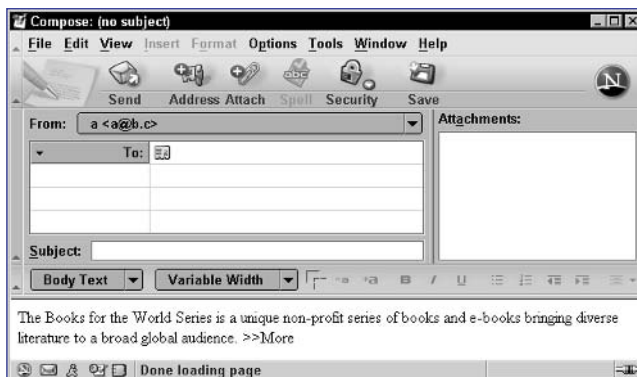 Compose: (no subject)
File Edit View Insert Format Options Tools Window Help
Send Address Attach Spell Security Save
N
From: a <a@b.c>
Attachments:
To:
Subject:
Body Text Variable Width -a +a B I U
The Books for the World Series is a unique non-profit series of books and e-books bringing diverse
literature to a broad global audience. >>More
Done loading page